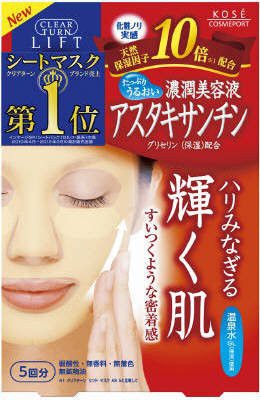 New
CLEAR
TURN
LIFT
化粧ノリ
実感
KOSÉ
COSMEPORT
天然
保湿因子
10倍
配合
シートマスク
クリアターン ブランド売上
第1位
たっぷり
うるおい
濃潤美容液
アスタキサンチン
グリセリン(保湿)配合
ハリみなぎる
輝く肌
すいつくような密着感
温泉水
5回分
弱酸性・無香料・無着色
無鉱物油